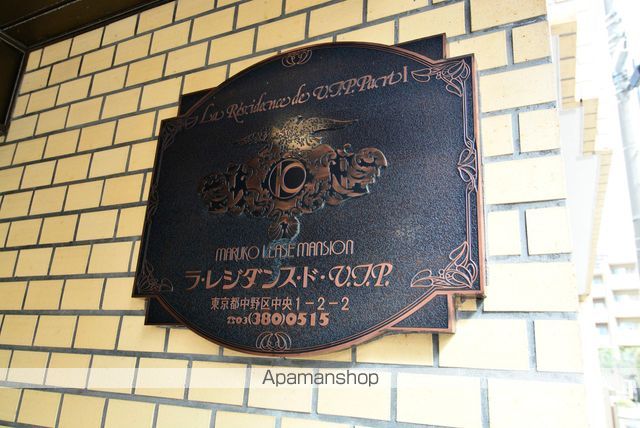 La Résidence de V.I.P. Part I
MARUKO LEASE MANSION
ラ・レジダンス・ド・V.I.P.
東京都中野区中央1-2-2
☎03(380)0515
Apamanshop